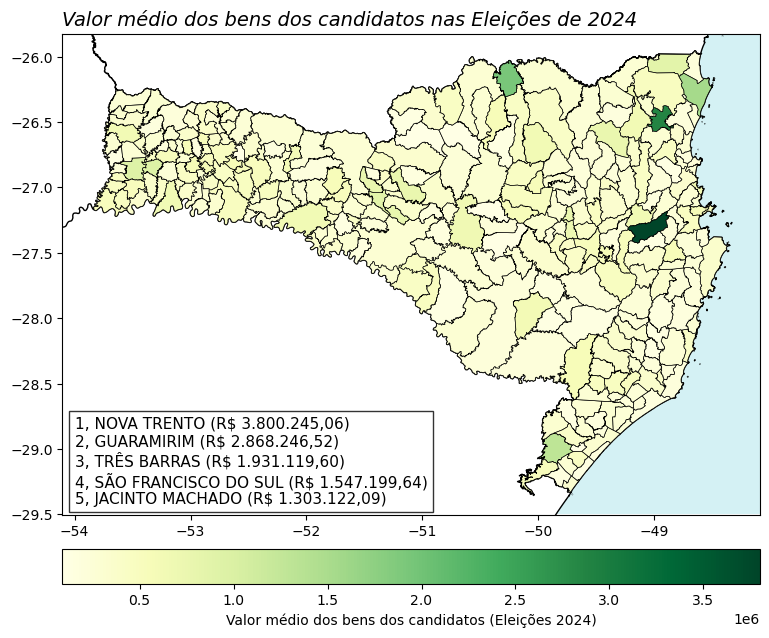 Valor médio dos bens dos candidatos nas Eleições de 2024
−26.0
−26.5
−27.0
−27.5
−28.0
−28.5
−29.0
−29.5
1, NOVA TRENTO (R$ 3.800.245,06)
2, GUARAMIRIM (R$ 2.868.246,52)
3, TRÊS BARRAS (R$ 1.931.119,60)
4, SÃO FRANCISCO DO SUL (R$ 1.547.199,64)
5, JACINTO MACHADO (R$ 1.303.122,09)
−54 −53 −52 −51 −50 −49
0.5 1.0 1.5 2.0 2.5 3.0 3.5
1e6
Valor médio dos bens dos candidatos (Eleições 2024)